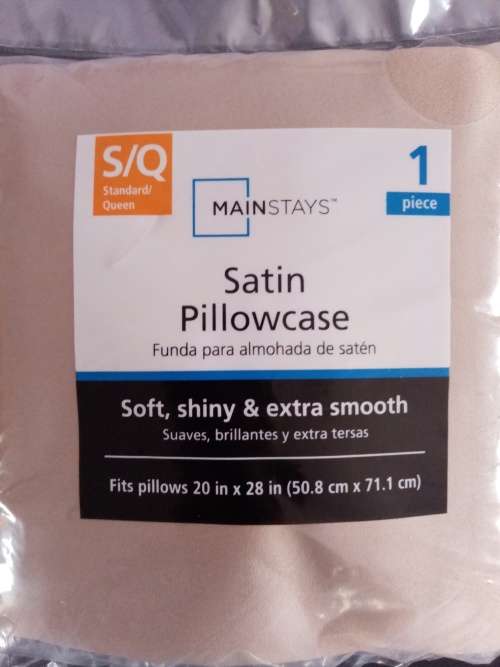 S/Q
Standard/
Queen
1
piece
MAINSTAYS™
Satin
Pillowcase
Funda para almohada de satén
Soft, shiny & extra smooth
Suaves, brillantes y extra tersas
Fits pillows 20 in x 28 in (50.8 cm x 71.1 cm)